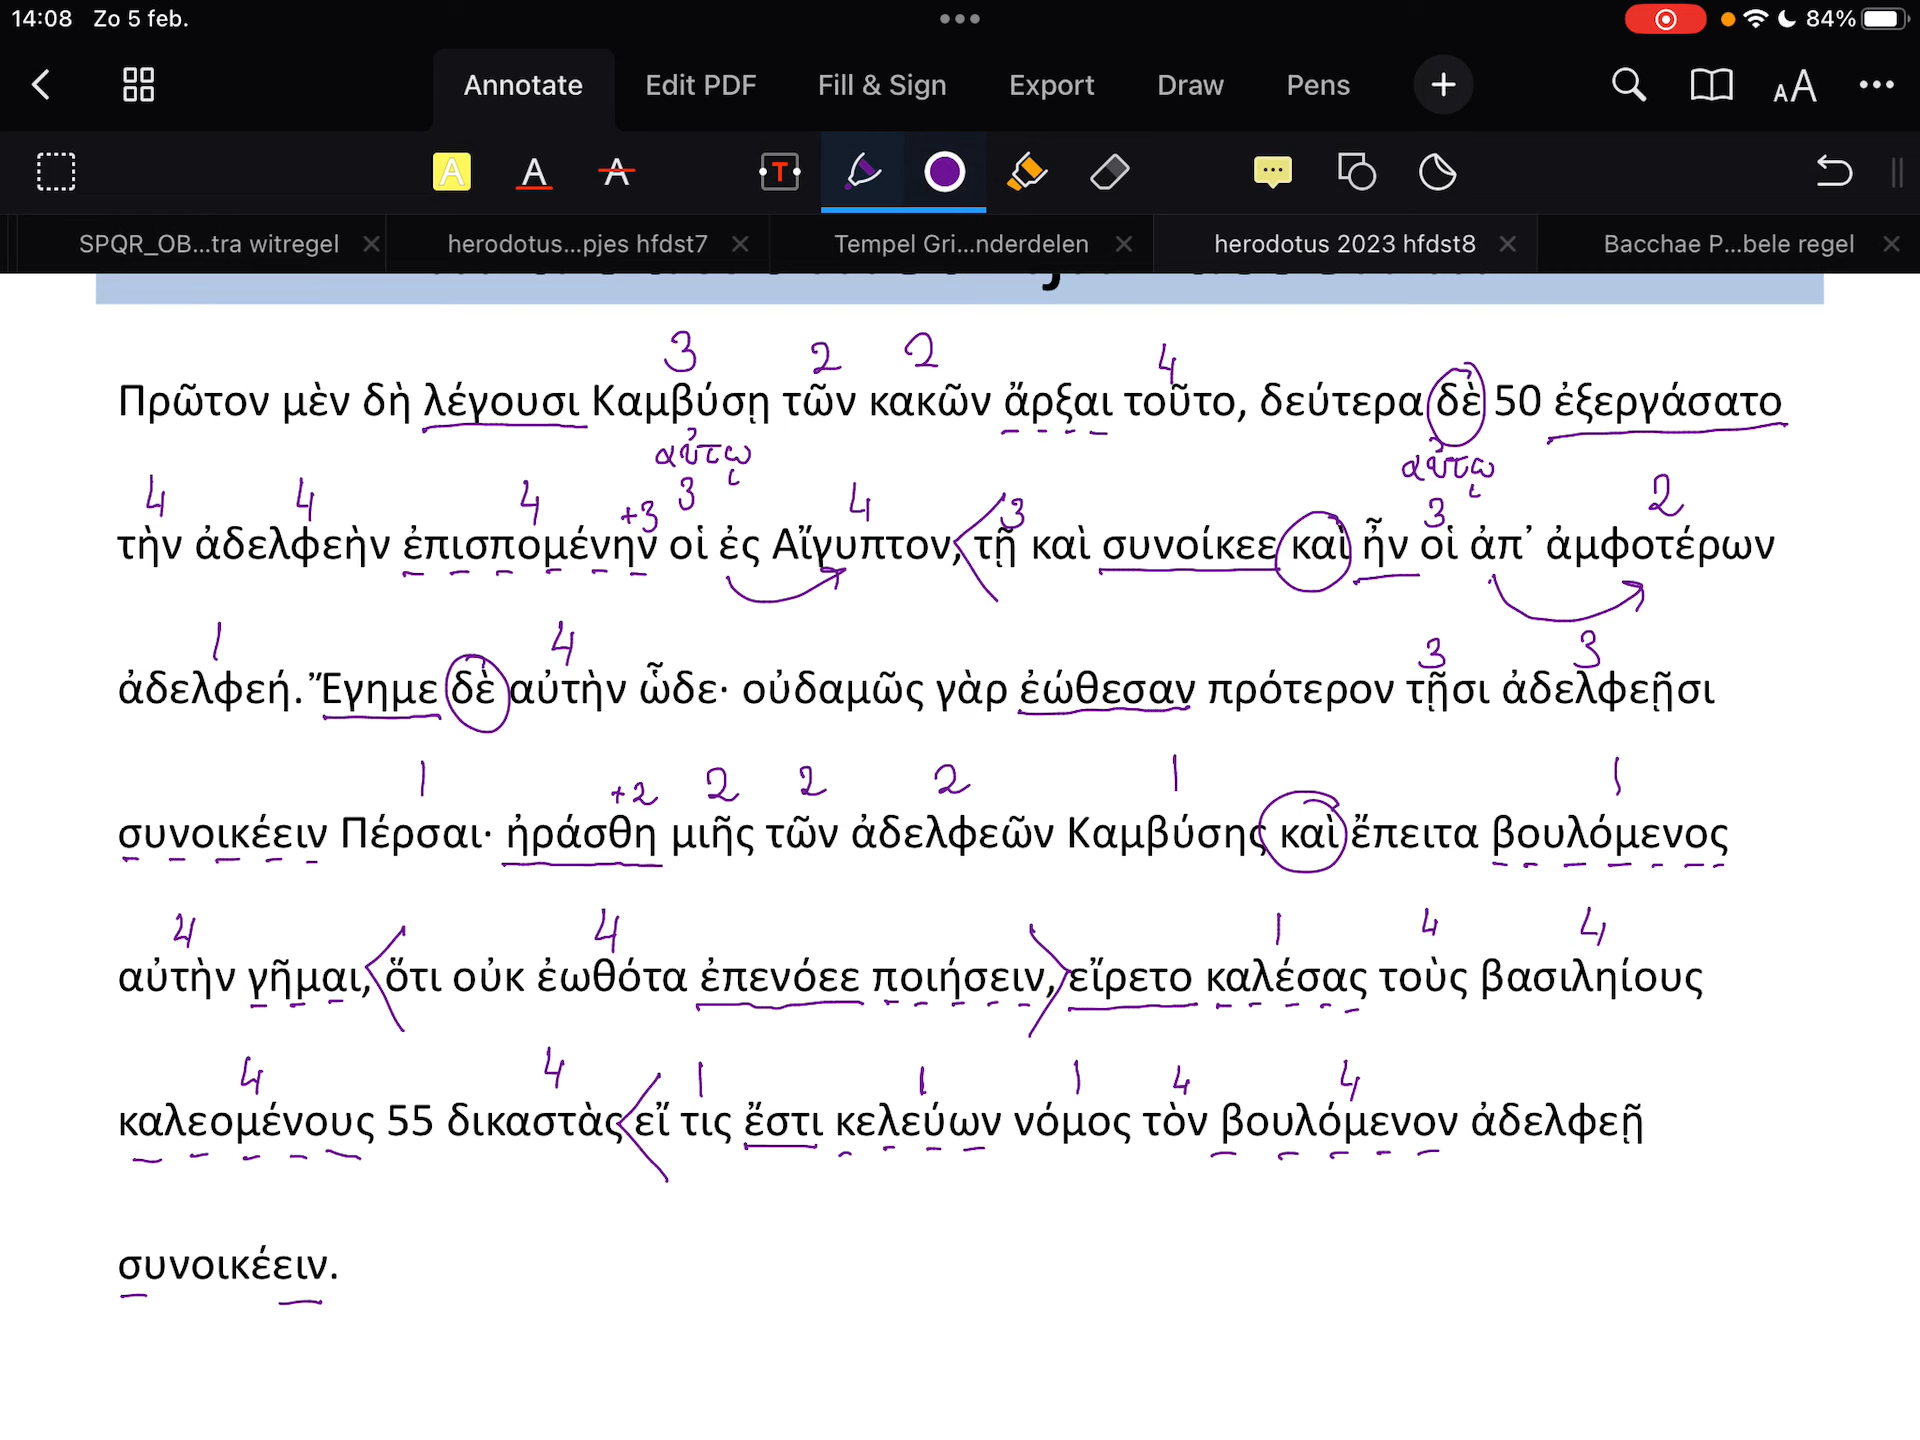 14:08 Zo 5 feb. 84%
Annotate Edit PDF Fill & Sign Export Draw Pens
SPQR_OB...tra witregel herodotus...pjes hfdst7 Tempel Gri...nderdelen herodotus 2023 hfdst8 Bacchae P...bele regel
3 2 2 4
Πρῶτον μὲν δὴ λέγουσι Καμβύσῃ τῶν κακῶν ἄρξαι τοῦτο, δεύτερα δὲ 50 ἐξεργάσατο
αὐτῳ αὐτῳ
4 4 4 +3 3 4 3 3 2
τὴν ἀδελφεὴν ἐπισπομένην οἱ ἐς Αἴγυπτον, τῇ καὶ συνοίκεε καὶ ἦν οἱ ἀπ' ἀμφοτέρων
1 4 3 3
ἀδελφεή. Ἔγημε δὲ αὐτὴν ὧδε· οὐδαμῶς γὰρ ἐώθεσαν πρότερον τῇσι ἀδελφεῇσι
1 +2 2 2 2 1 1
συνοικέειν Πέρσαι· ἠράσθη μιῆς τῶν ἀδελφεῶν Καμβύσης καὶ ἔπειτα βουλόμενος
4 4 1 4 4
αὐτὴν γῆμαι, ὅτι οὐκ ἐωθότα ἐπενόεε ποιήσειν, εἴρετο καλέσας τοὺς βασιληίους
4 4 1 1 1 4 4
καλεομένους 55 δικαστὰς εἴ τις ἔστι κελεύων νόμος τὸν βουλόμενον ἀδελφεῇ
συνοικέειν.